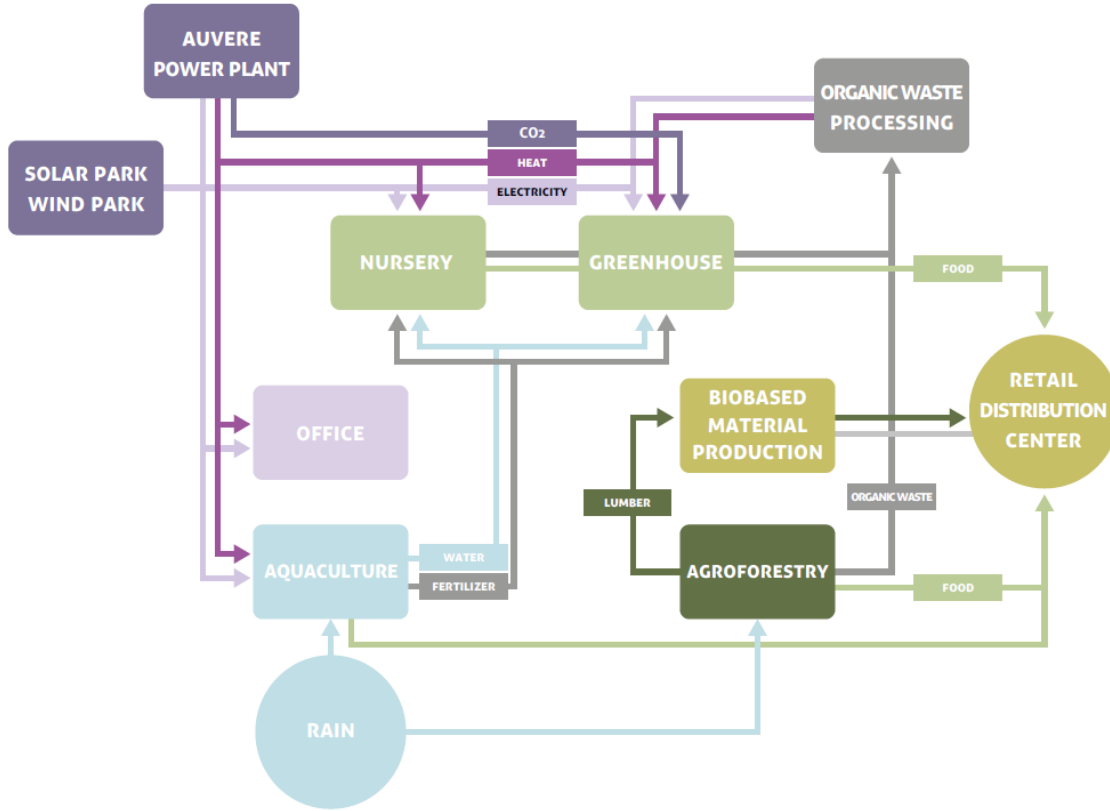 AUVERE
POWER PLANT
ORGANIC WASTE
PROCESSING
CO2
HEAT
ELECTRICITY
SOLAR PARK
WIND PARK
NURSERY
GREENHOUSE
FOOD
RETAIL
DISTRIBUTION
CENTER
BIOBASED
MATERIAL
PRODUCTION
OFFICE
LUMBER
ORGANIC WASTE
WATER
AQUACULTURE
FERTILIZER
AGROFORESTRY
FOOD
RAIN